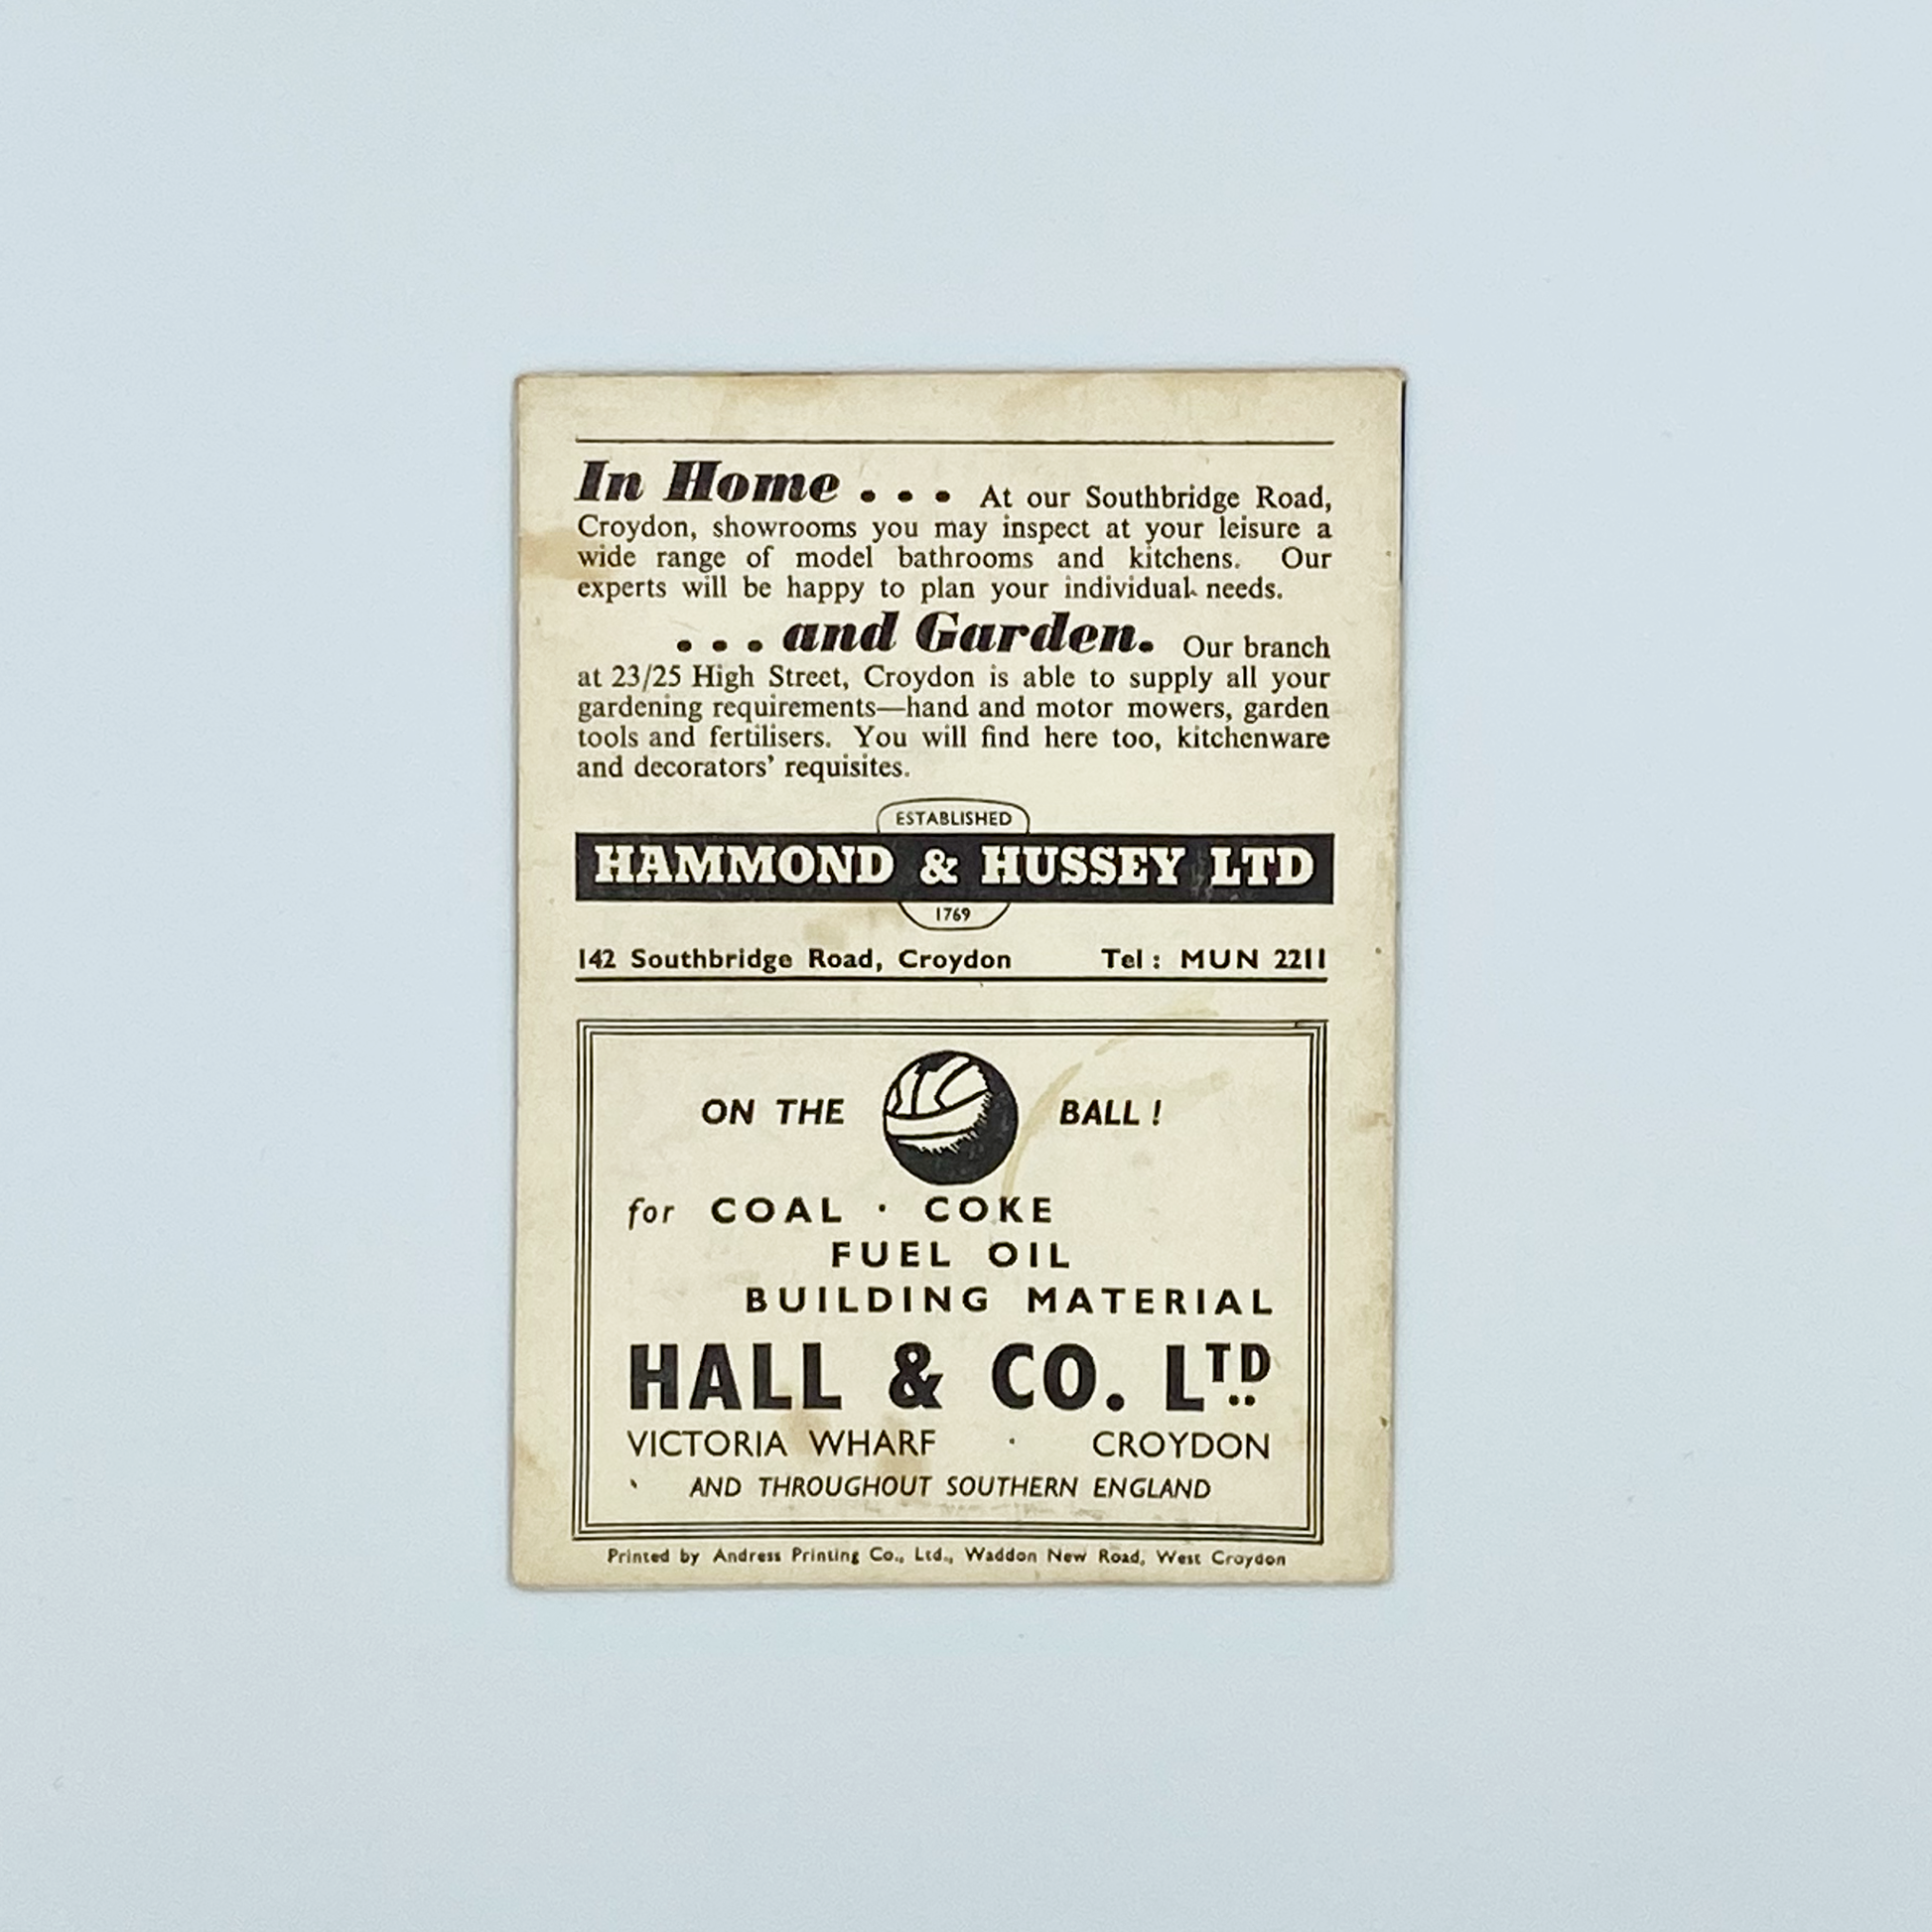 In Home . . . At our Southbridge Road,
Croydon, showrooms you may inspect at your leisure a
wide range of model bathrooms and kitchens. Our
experts will be happy to plan your individual needs.
. . . and Garden. Our branch
at 23/25 High Street, Croydon is able to supply all your
gardening requirements—hand and motor mowers, garden
tools and fertilisers. You will find here too, kitchenware
and decorators' requisites.
ESTABLISHED
HAMMOND & HUSSEY LTD
1769
142 Southbridge Road, Croydon Tel : MUN 2211
ON THE BALL !
for COAL · COKE
FUEL OIL
BUILDING MATERIAL
HALL & CO. LTD
VICTORIA WHARF · CROYDON
AND THROUGHOUT SOUTHERN ENGLAND
Printed by Andress Printing Co., Ltd., Waddon New Road, West Croydon